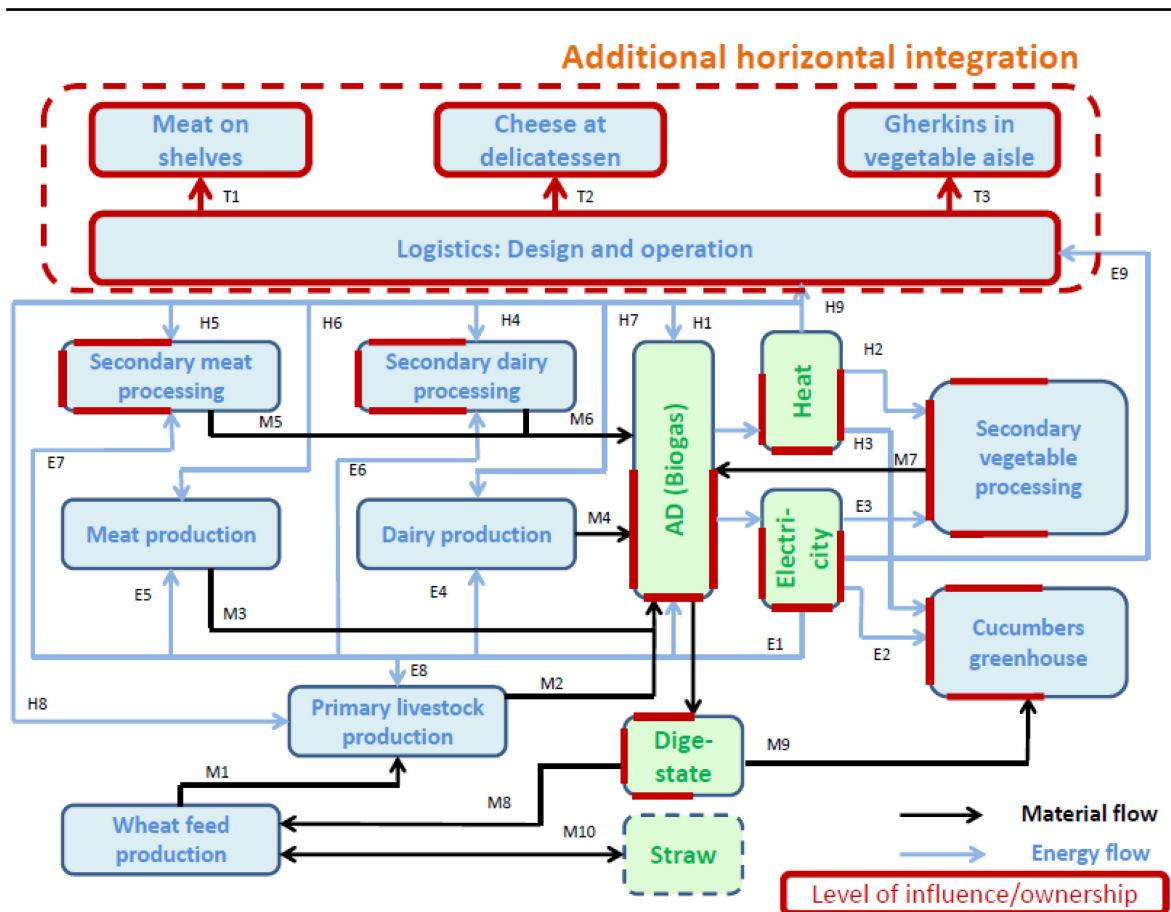 Additional horizontal integration
Meat on
shelves
Cheese at
delicatessen
Gherkins in
vegetable aisle
T1
T2
T3
Logistics: Design and operation
E9
H5
H6
H4
H7
H1
H9
Secondary meat
processing
Secondary dairy
processing
AD (Biogas)
Heat
H2
H3
Secondary
vegetable
processing
M5
M6
M7
E7
E6
Meat production
Dairy production
M4
Electri-
city
E3
E5
E4
M3
E1
E2
Cucumbers
greenhouse
E8
M2
H8
Primary livestock
production
Dige-
state
M9
M1
M8
Wheat feed
production
M10
Straw
Material flow
Energy flow
Level of influence/ownership